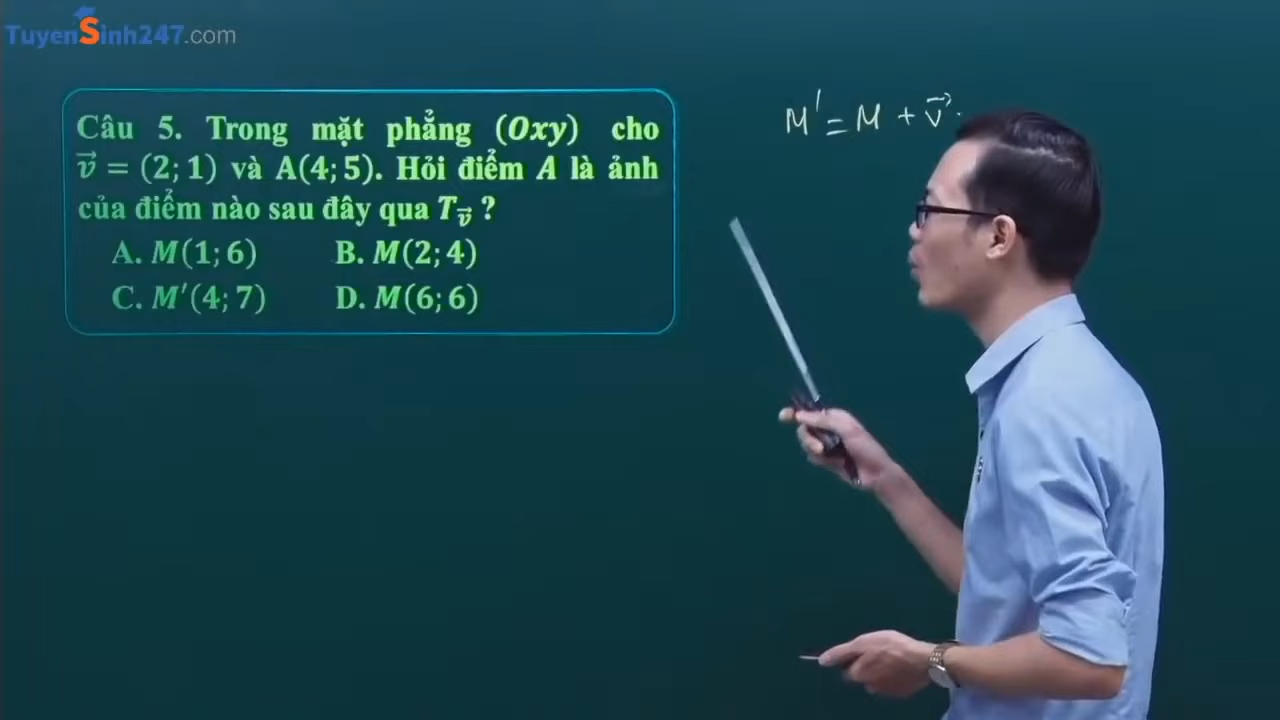 TuyenSinh247.com
Câu 5. Trong mặt phẳng (Oxy) cho
v⃗ = (2; 1) và A(4; 5). Hỏi điểm A là ảnh
của điểm nào sau đây qua T_v⃗ ?
A. M(1; 6) B. M(2; 4)
C. M′(4; 7) D. M(6; 6)
M′ = M + v⃗.